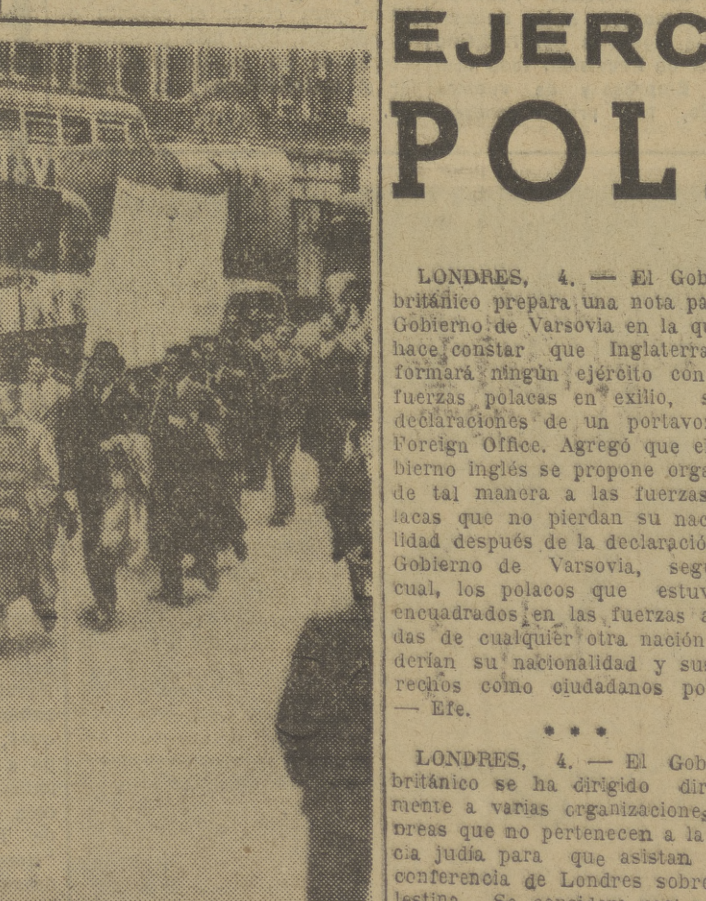 EJERC
POL
LONDRES, 4. — El Gob
británico prepara una nota pa
Gobierno de Varsovia en la qu
hace constar que Inglaterra
formará ningún ejército con
fuerzas polacas en exilio, s
declaraciones de un portavoz
Foreign Office. Agregó que el
bierno inglés se propone orga
de tal manera a las fuerzas
lacas que no pierdan su nac
lidad después de la declaració
Gobierno de Varsovia, segú
cual, los polacos que estuv
encuadrados en las fuerzas a
das de cualquier otra nación
derían su nacionalidad y sus
rechos como ciudadanos po
— Efe.
* * *
LONDRES, 4. — El Gob
británico se ha dirigido dir
mente a varias organizaciones
breas que no pertenecen a la
cia judía para que asistan
conferencia de Londres sobre
lestina. Se